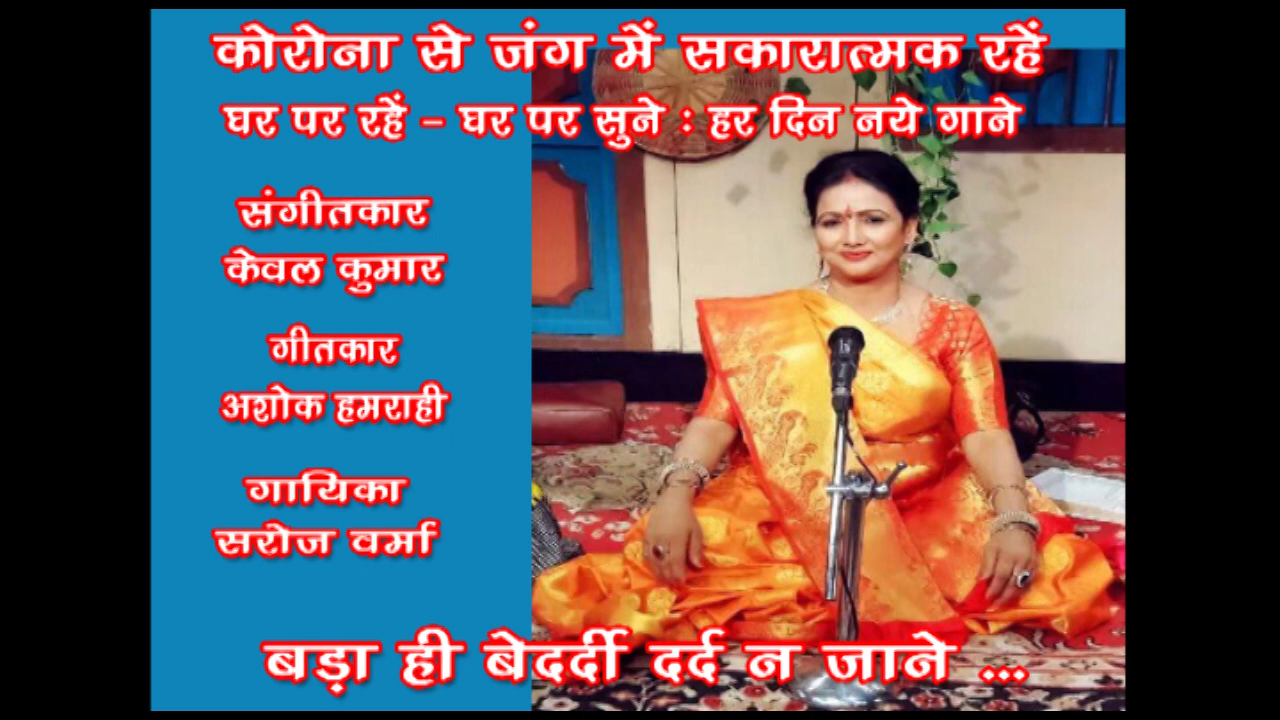 कोरोना से जंग में सकारात्मक रहें
घर पर रहें - घर पर सुने : हर दिन नये गाने
संगीतकार
केवल कुमार
गीतकार
अशोक हमराही
गायिका
सरोज वर्मा
बड़ा ही बेदर्दी दर्द न जाने ...